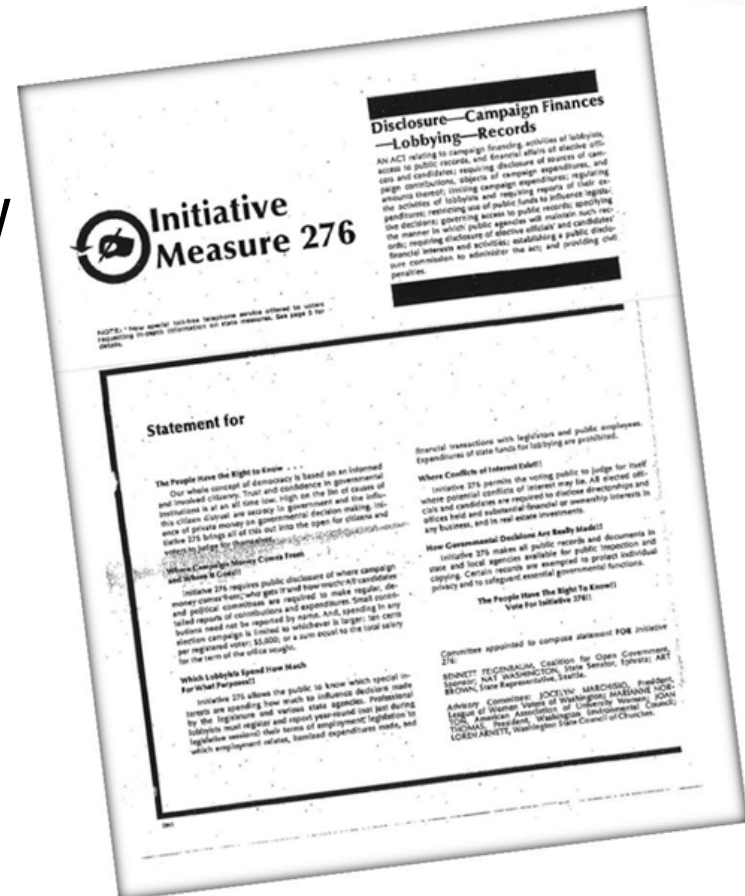 y
Initiative
Measure 276
NOTE: Now special toll-free telephone service offered to voters
requesting in-depth information on state measures. See page 5 for
details.
Disclosure—Campaign Finances
—Lobbying—Records
AN ACT relating to campaign financing, activities of lobbyists,
access to public records, and financial affairs of elective offi-
cers and candidates; requiring disclosure of sources of cam-
paign contributions, objects of campaign expenditures, and
amounts thereof; limiting campaign expenditures; regulating
the activities of lobbyists and requiring reports of their ex-
penditures; restricting use of public funds to influence legisla-
tive decisions; governing access to public records; specifying
the manner in which public agencies will maintain such rec-
ords; requiring disclosure of elective officials' and candidates'
financial interests and activities; establishing a public disclo-
sure commission to administer the act; and providing civil
penalties.
Statement for
The People Have the Right to Know . . .
Our whole concept of democracy is based on an informed
and involved citizenry. Trust and confidence in governmental
institutions is at an all time low. High on the list of causes of
this citizen distrust are secrecy in government and the influ-
ence of private money on governmental decision making. Ini-
tiative 276 brings all of this out into the open for citizens and
voters to judge for themselves.
Where Campaign Money Comes From
and Where It Goes!!
Initiative 276 requires public disclosure of where campaign
money comes from, who gets it and how much. All candidates
and political committees are required to make regular, de-
tailed reports of contributions and expenditures. Small contri-
butions need not be reported by name. And, spending in any
election campaign is limited to whichever is larger: ten cents
per registered voter; $5,000; or a sum equal to the total salary
for the term of the office sought.
Which Lobbyists Spend How Much
For What Purposes!!
Initiative 276 allows the public to know which special in-
terests are spending how much to influence decisions made
by the legislature and various state agencies. Professional
lobbyists must register and report year-round (not just during
legislative sessions) their terms of employment; legislation to
which employment relates, itemized expenditures made, and
financial transactions with legislators and public employees.
Expenditures of state funds for lobbying are prohibited.
Where Conflicts of Interest Exist!!
Initiative 276 permits the voting public to judge for itself
where potential conflicts of interest may lie. All elected offi-
cials and candidates are required to disclose directorships and
offices held and substantial financial or ownership interests in
any business, and in real estate investments.
How Governmental Decisions Are Really Made!!
Initiative 276 makes all public records and documents in
state and local agencies available for public inspection and
copying. Certain records are exempted to protect individual
privacy and to safeguard essential governmental functions.
The People Have The Right To Know!!
Vote For Initiative 276!!
Committee appointed to compose statement FOR Initiative
276:
BENNETT FEIGENBAUM, Coalition for Open Government,
Sponsor; NAT WASHINGTON, State Senator, Ephrata; ART
BROWN, State Representative, Seattle.
Advisory Committee: JOCELYN MARCHISIO, President,
League of Women Voters of Washington; MARIANNE NOR-
TON, American Association of University Women; JOAN
THOMAS, President, Washington Environmental Council;
LOREN ARNETT, Washington State Council of Churches.